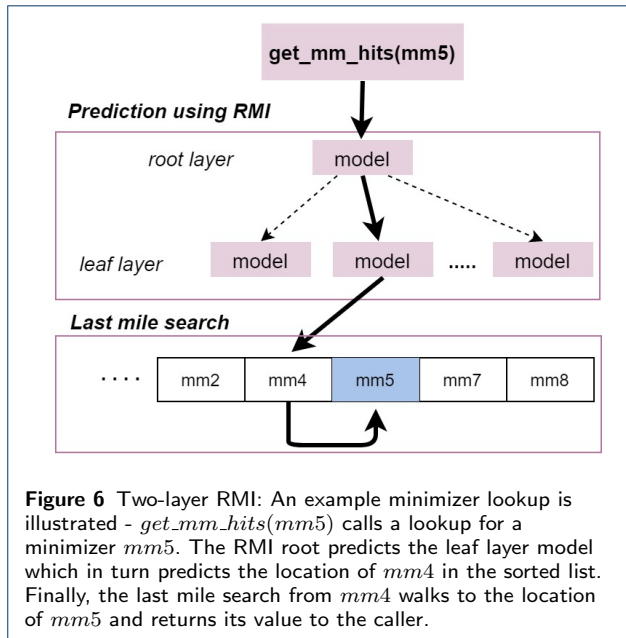 get_mm_hits(mm5)
Prediction using RMI
root layer
model
leaf layer
model model ..... model
Last mile search
. . . . mm2 mm4 mm5 mm7 mm8
Figure 6 Two-layer RMI: An example minimizer lookup is
illustrated - get_mm_hits(mm5) calls a lookup for a
minimizer mm5. The RMI root predicts the leaf layer model
which in turn predicts the location of mm4 in the sorted list.
Finally, the last mile search from mm4 walks to the location
of mm5 and returns its value to the caller.